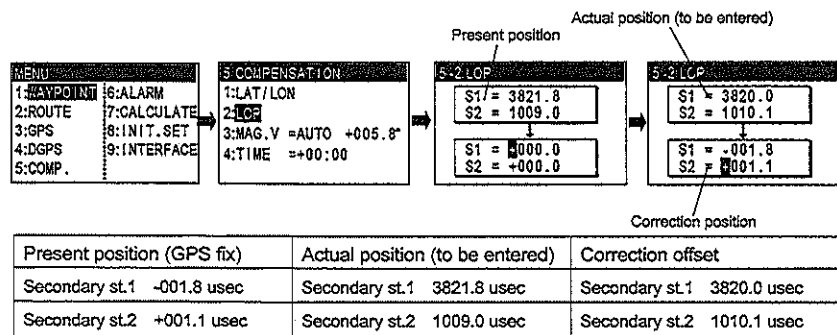 Actual position (to be entered)
Present position
MENU
1:WAYPOINT 6:ALARM
2:ROUTE 7:CALCULATE
3:GPS 8:INIT.SET
4:DGPS 9:INTERFACE
5:COMP.
5:COMPENSATION
1:LAT/LON
2:LOP
3:MAG.V =AUTO +005.8°
4:TIME =+00:00
5-2:LOP
S1 = 3821.8
S2 = 1009.0
S1 = +000.0
S2 = +000.0
5-2:LOP
S1 = 3820.0
S2 = 1010.1
S1 = -001.8
S2 = +001.1
Correction position
Present position (GPS fix) Actual position (to be entered) Correction offset
Secondary st.1 -001.8 usec Secondary st.1 3821.8 usec Secondary st.1 3820.0 usec
Secondary st.2 +001.1 usec Secondary st.2 1009.0 usec Secondary st.2 1010.1 usec